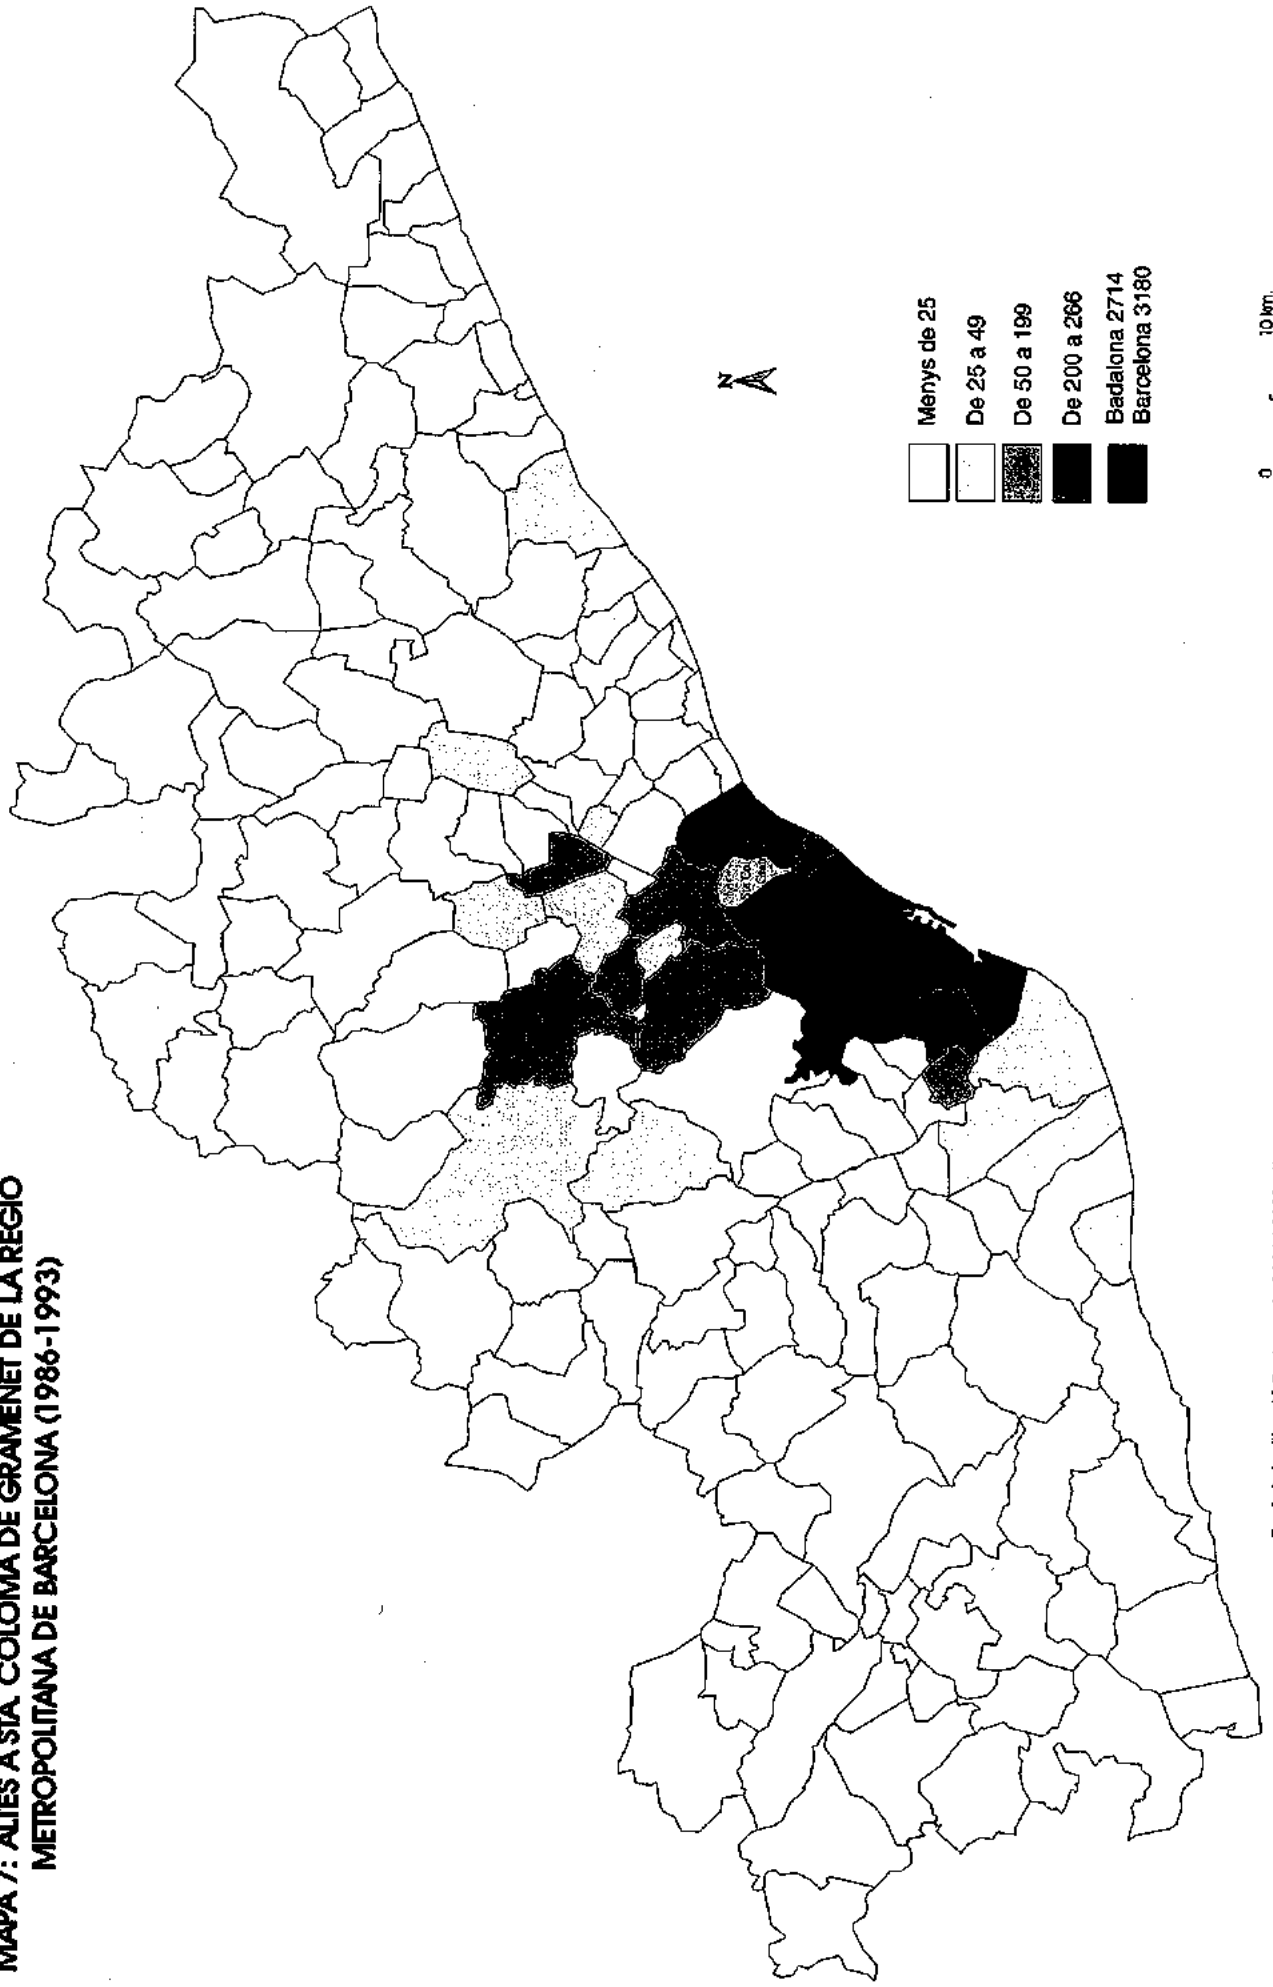 MAPA 7: ALTES A STA. COLOMA DE GRAMENET DE LA REGIO
METROPOLITANA DE BARCELONA (1986-1993)
N
Menys de 25
De 25 a 49
De 50 a 199
De 200 a 266
Badalona 2714
Barcelona 3180
0 5 10 km.